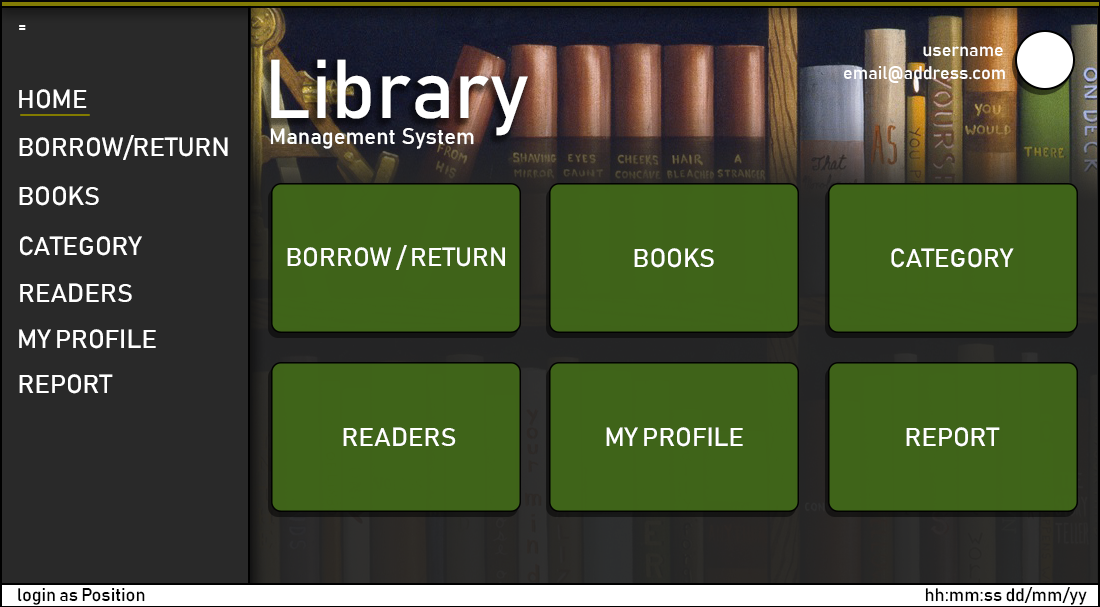 =
HOME
BORROW/RETURN
BOOKS
CATEGORY
READERS
MY PROFILE
REPORT
Library
Management System
username
email@address.com
FROM
HIS
SHAVING
MIRROR,
EYES
GAUNT
CHEEKS
CONCAVE
HAIR
BLEACHED
A
STRANGER
That
AS
YOU
YOURS
YOU
WOULD
THERE
ON DECK
BORROW / RETURN
BOOKS
CATEGORY
READERS
MY PROFILE
REPORT
login as Position
hh:mm:ss dd/mm/yy